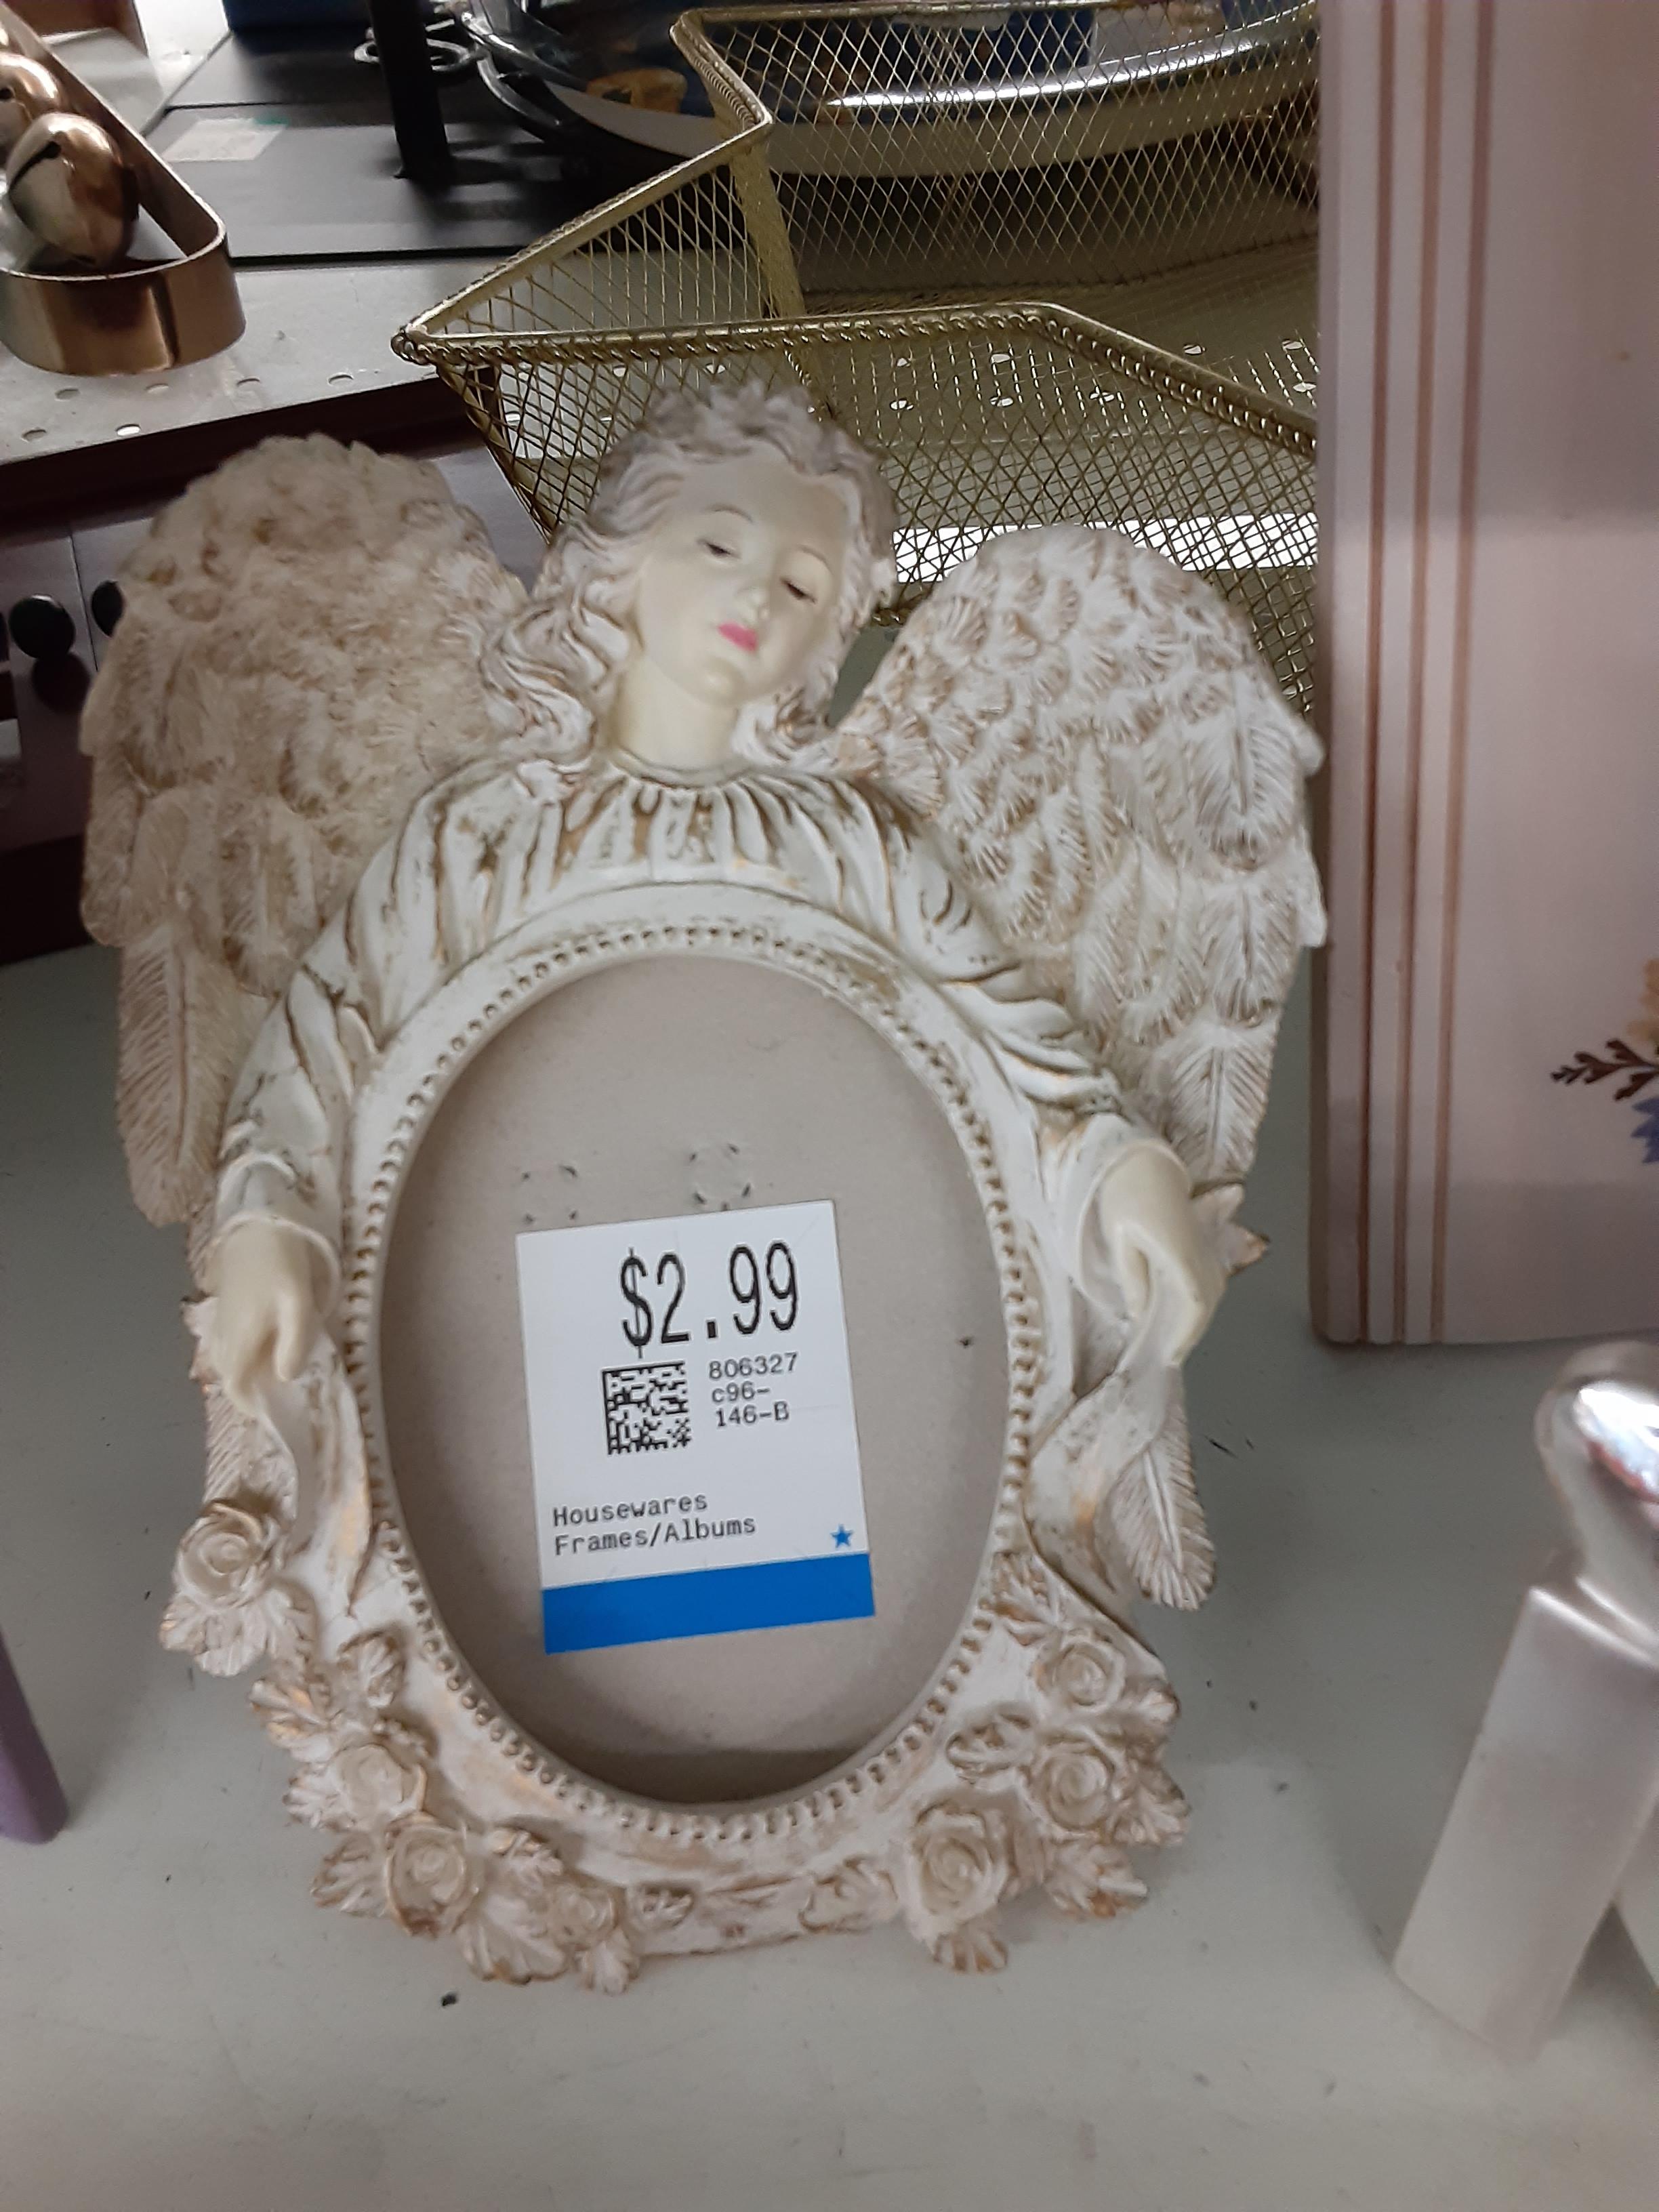 $2.99
806327
c96-
146-B
Housewares
Frames/Albums